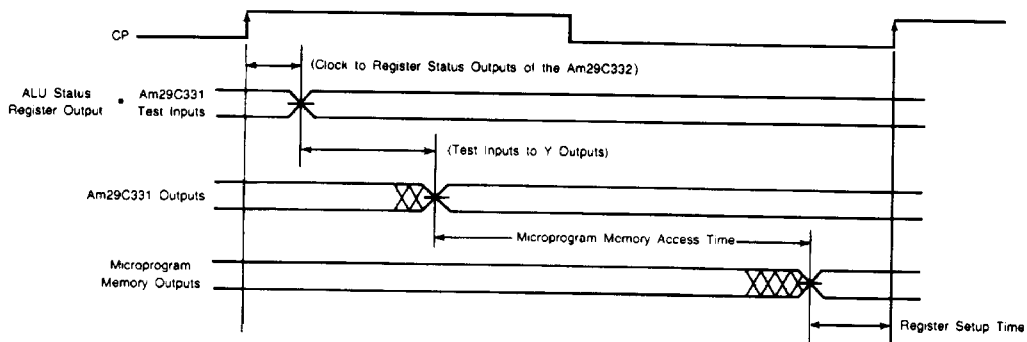 CP
(Clock to Register Status Outputs of the Am29C332)
ALU Status Register Output • Am29C331 Test Inputs
(Test Inputs to Y Outputs)
Am29C331 Outputs
Microprogram Memory Access Time
Microprogram
Memory Outputs
Register Setup Time